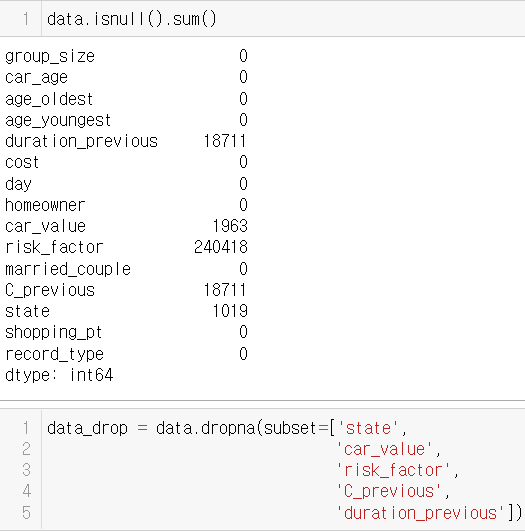 1 data.isnull().sum()
group_size 0
car_age 0
age_oldest 0
age_youngest 0
duration_previous 18711
cost 0
day 0
homeowner 0
car_value 1963
risk_factor 240418
married_couple 0
C_previous 18711
state 1019
shopping_pt 0
record_type 0
dtype: int64
1 data_drop = data.dropna(subset=['state',
2 'car_value',
3 'risk_factor',
4 'C_previous',
5 'duration_previous'])